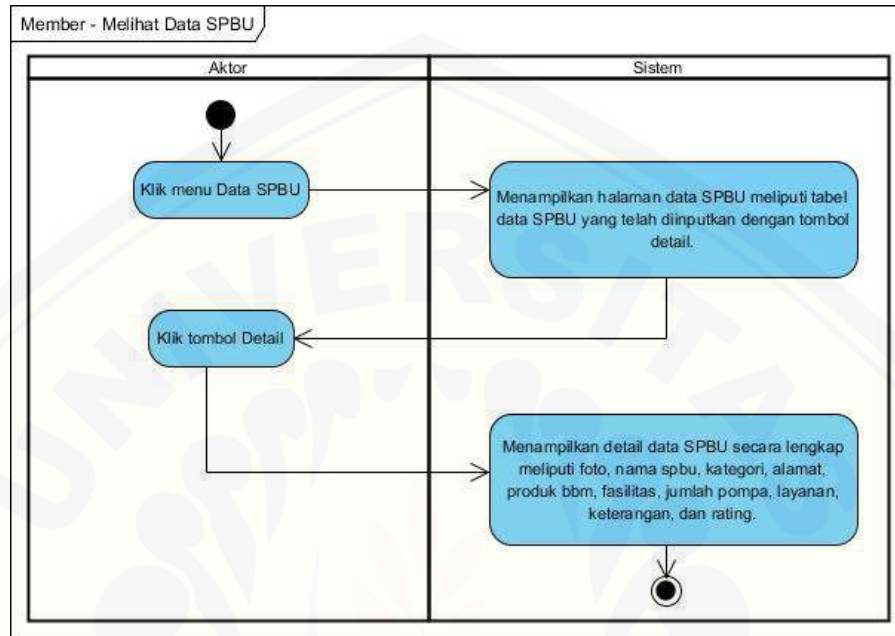 Member - Melihat Data SPBU
Aktor
Sistem
Klik menu Data SPBU
Menampilkan halaman data SPBU meliputi tabel
data SPBU yang telah diinputkan dengan tombol
detail.
Klik tombol Detail
Menampilkan detail data SPBU secara lengkap
meliputi foto, nama spbu, kategori, alamat,
produk bbm, fasilitas, jumlah pompa, layanan,
keterangan, dan rating.
UNIVERSITAS